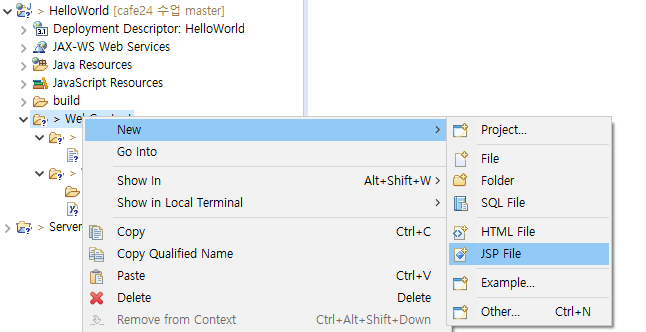 > HelloWorld [cafe24 수업 master]
Deployment Descriptor: HelloWorld
JAX-WS Web Services
Java Resources
JavaScript Resources
build
> We
>
>
> Server
New
Go Into
Show In Alt+Shift+W >
Show in Local Terminal >
Copy Ctrl+C
Copy Qualified Name
Paste Ctrl+V
Delete Delete
Remove from Context Ctrl+Alt+Shift+Down
Project...
File
Folder
SQL File
HTML File
JSP File
Example...
Other... Ctrl+N